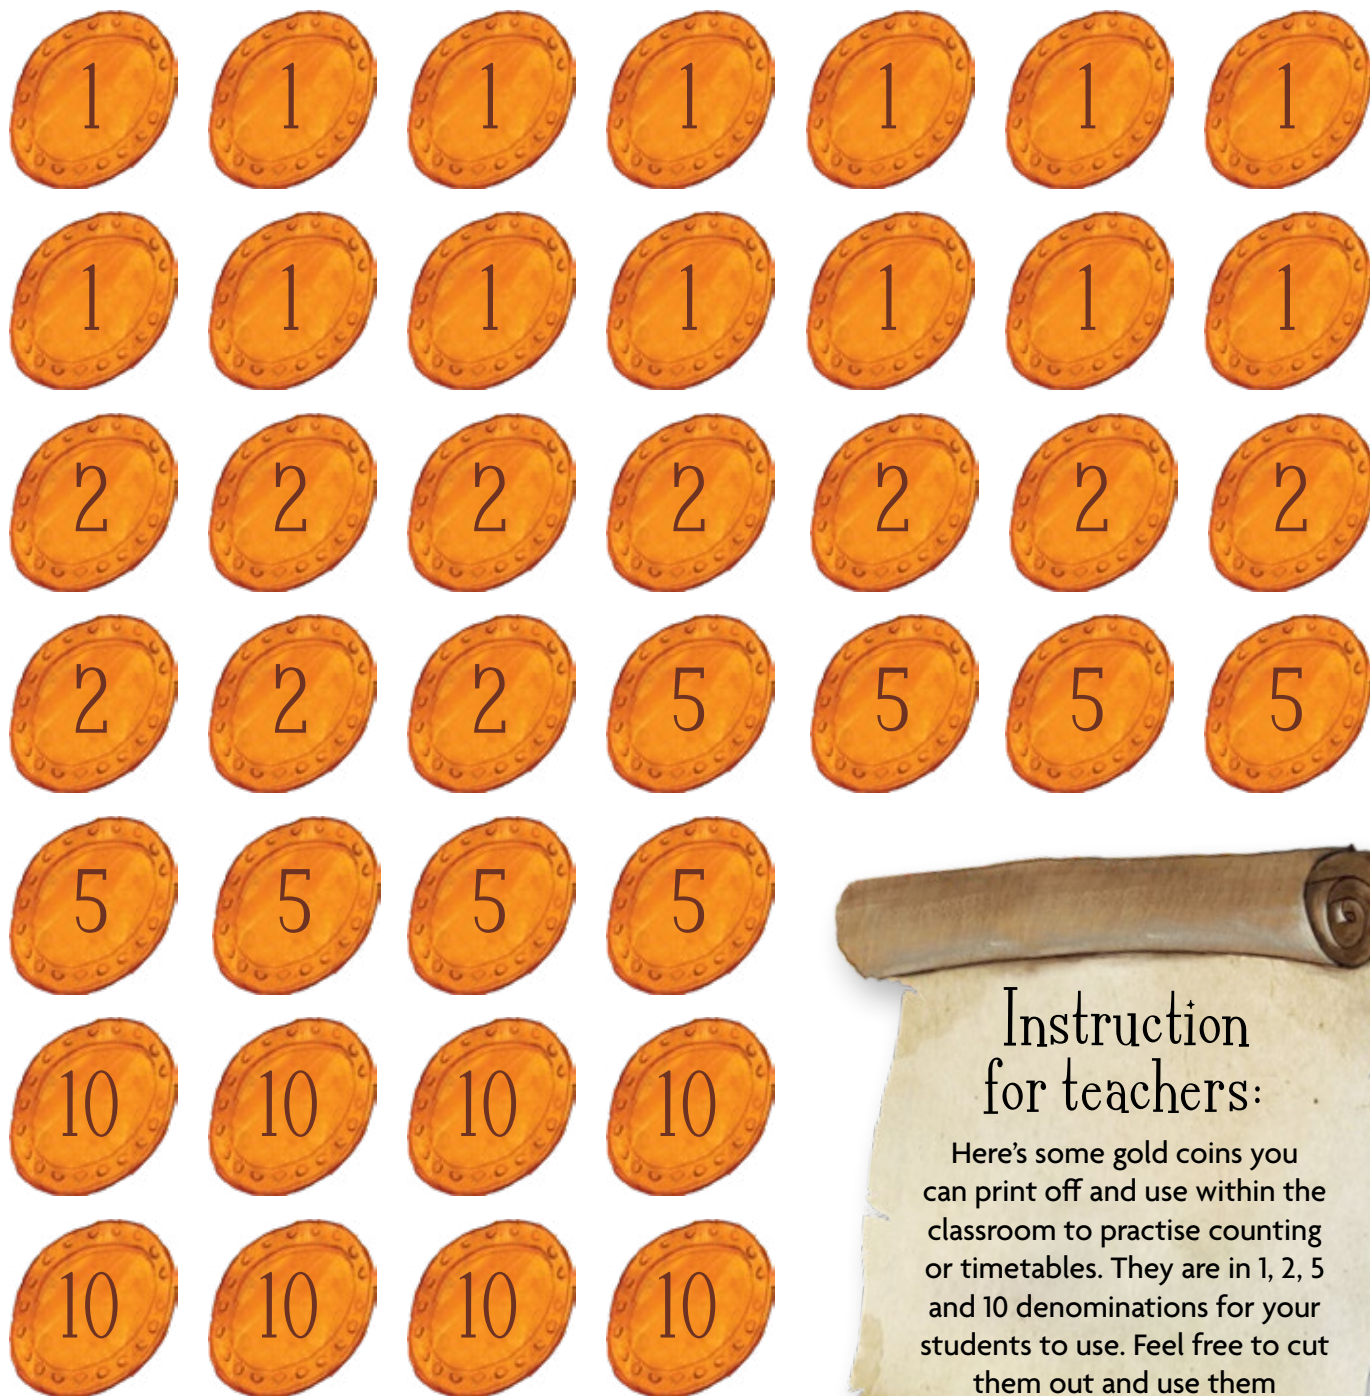 1 1 1 1 1 1 1
1 1 1 1 1 1 1
2 2 2 2 2 2 2
2 2 2 5 5 5 5
5 5 5 5
10 10 10 10
10 10 10 10
Instruction
for teachers:
Here's some gold coins you
can print off and use within the
classroom to practise counting
or timetables. They are in 1, 2, 5
and 10 denominations for your
students to use. Feel free to cut
them out and use them